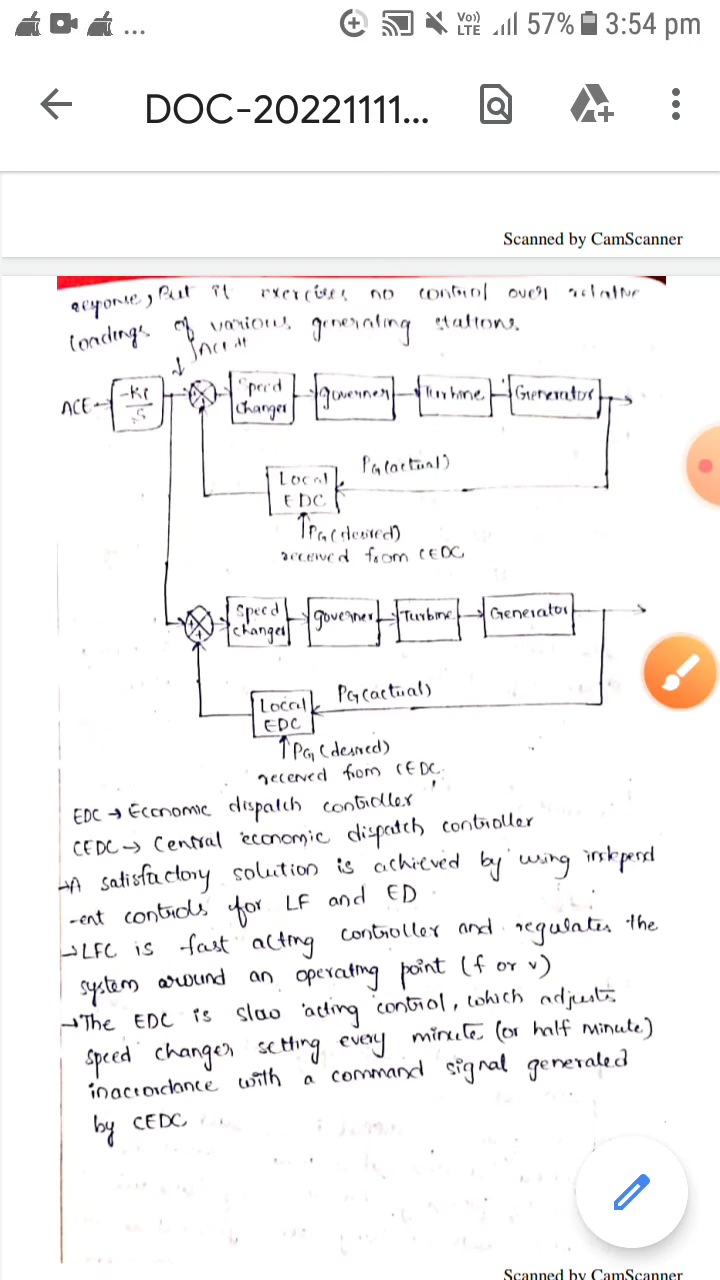 Vo))
LTE
57%
3:54 pm
DOC-20221111...
Scanned by CamScanner
But it exercises no control over relative
loadings of various generating stations.
ACE
-KI
S
Speed
changer
governer
Turbine
Generator
PG (actual)
Local
EDC
PG (desired)
received from CEDC
Speed
changer
governer
Turbine
Generator
PG (actual)
Local
EDC
PG (desired)
received from CEDC.
EDC → Economic dispatch controller
CEDC → Central economic dispatch controller
→A satisfactory solution is achieved by using independ
-ent controls for LF and ED
→LFC is fast acting controller and regulates the
system around an operating point (f or v)
→The EDC is slao acting control, which adjusts
speed changer setting every minute (or half minute)
inaccordance with a command signal generated
by CEDC
Scanned by CamScanner